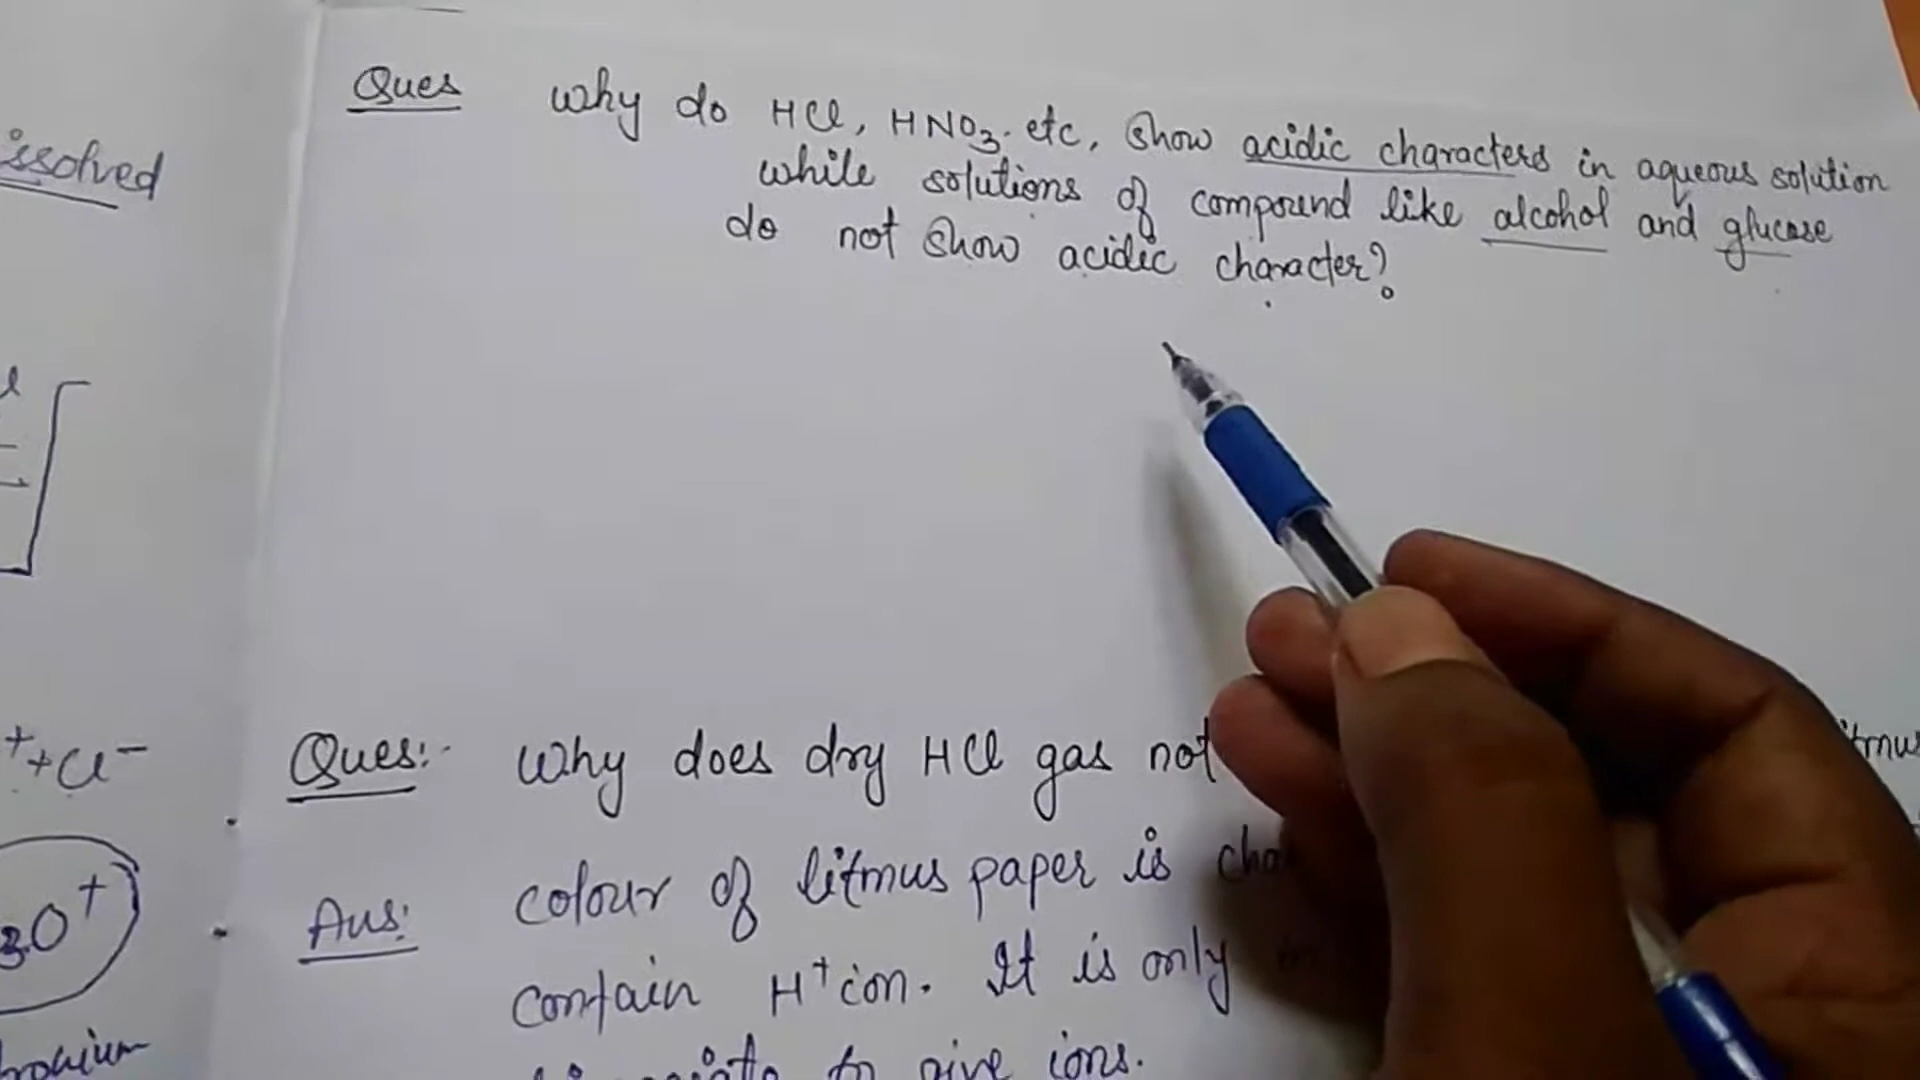 Ques why do HCl, HNO3. etc, show acidic characters in aqueous solution
while solutions of compound like alcohol and glucose
do not show acidic character?
Ques:- why does dry HCl gas not
colour of litmus paper is
Ans:
contain H+ ion. It is only
to give ions.
issolved
+ + Cl-
3O+